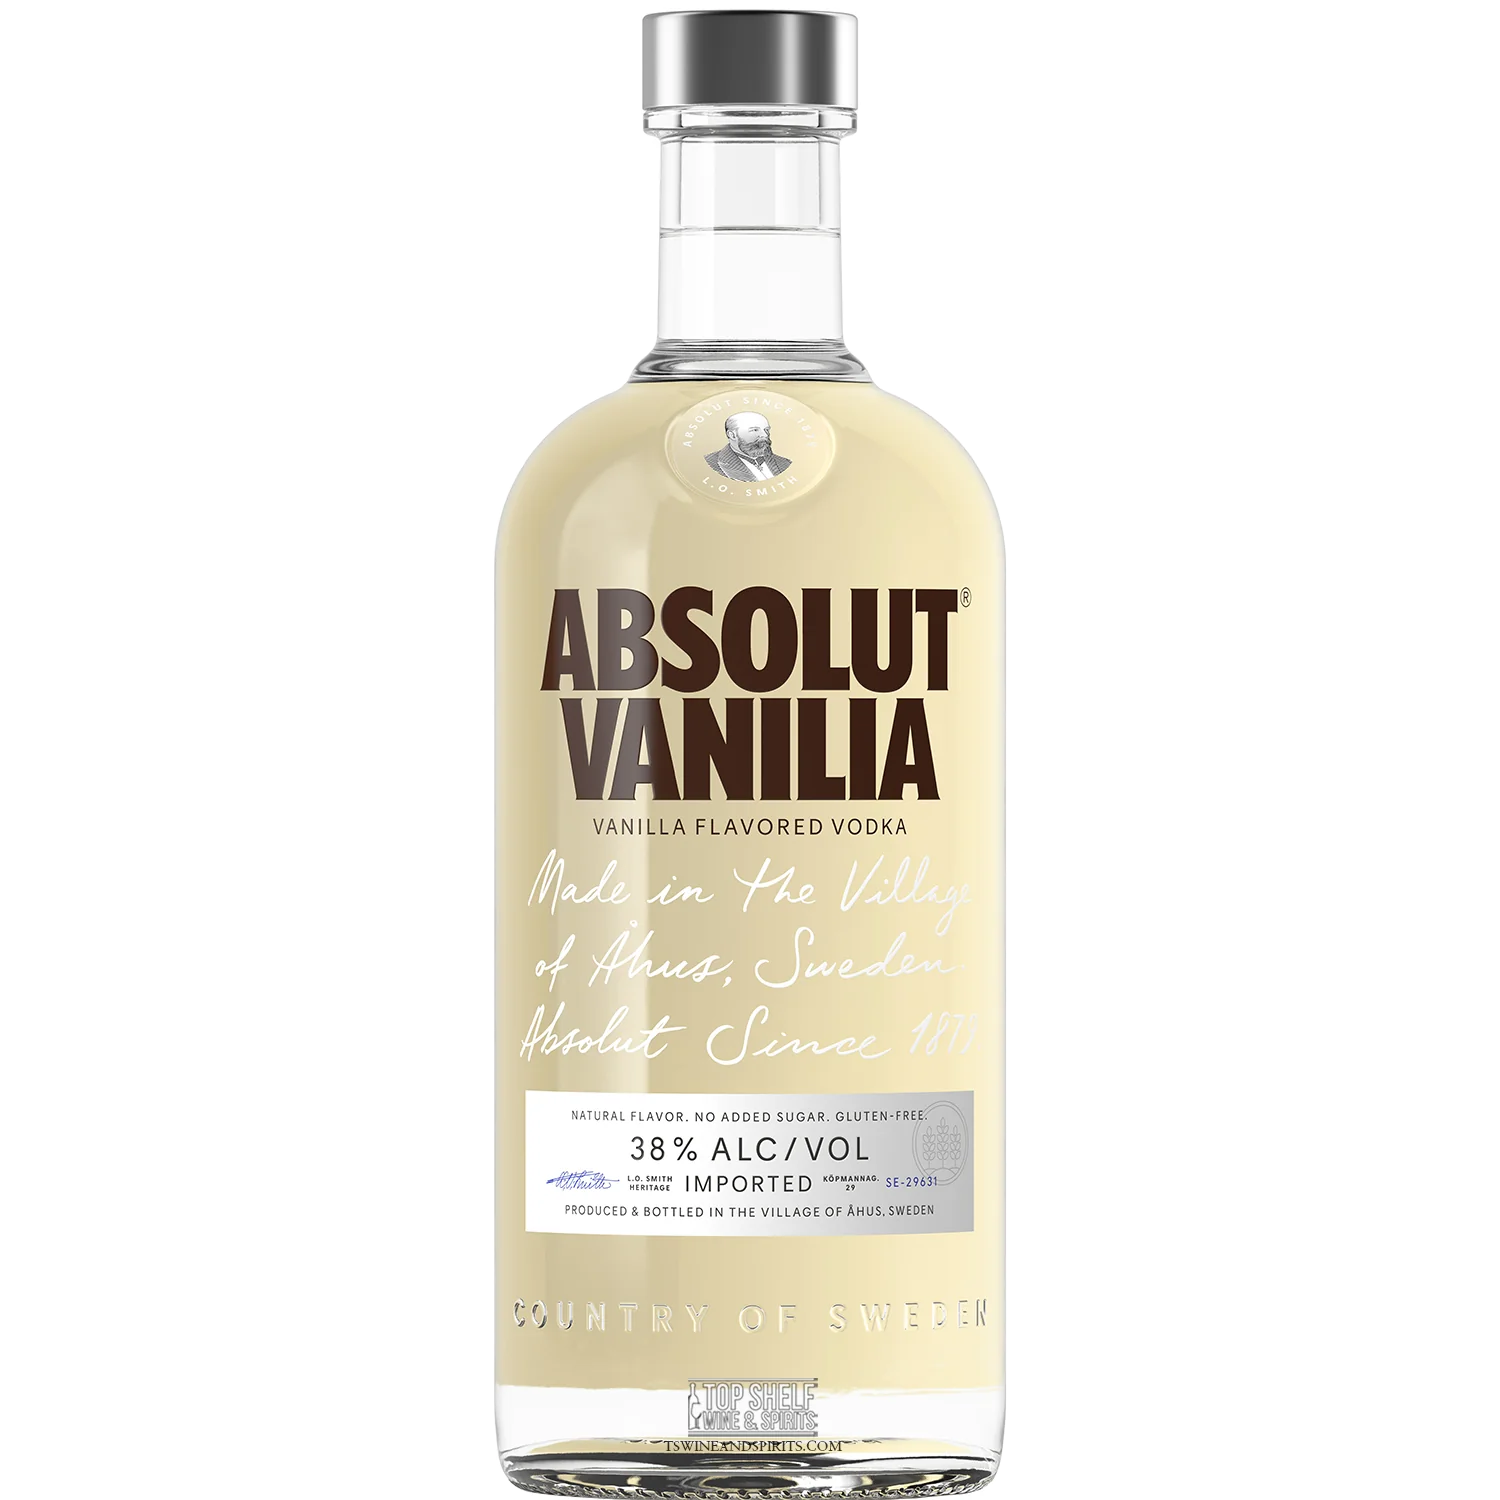 ABSOLUT SINCE 1879
L.O. SMITH
ABSOLUT®
VANILIA
VANILLA FLAVORED VODKA
Made in the Village
of Åhus, Sweden
Absolut Since 1879
NATURAL FLAVOR. NO ADDED SUGAR. GLUTEN-FREE.
38% ALC/VOL
L.O. SMITH HERITAGE IMPORTED KÖPMANNAG. 29 SE-29631
PRODUCED & BOTTLED IN THE VILLAGE OF ÅHUS, SWEDEN
COUNTRY OF SWEDEN
TOP SHELF
WINE & SPIRITS
TSWINEANDSPIRITS.COM